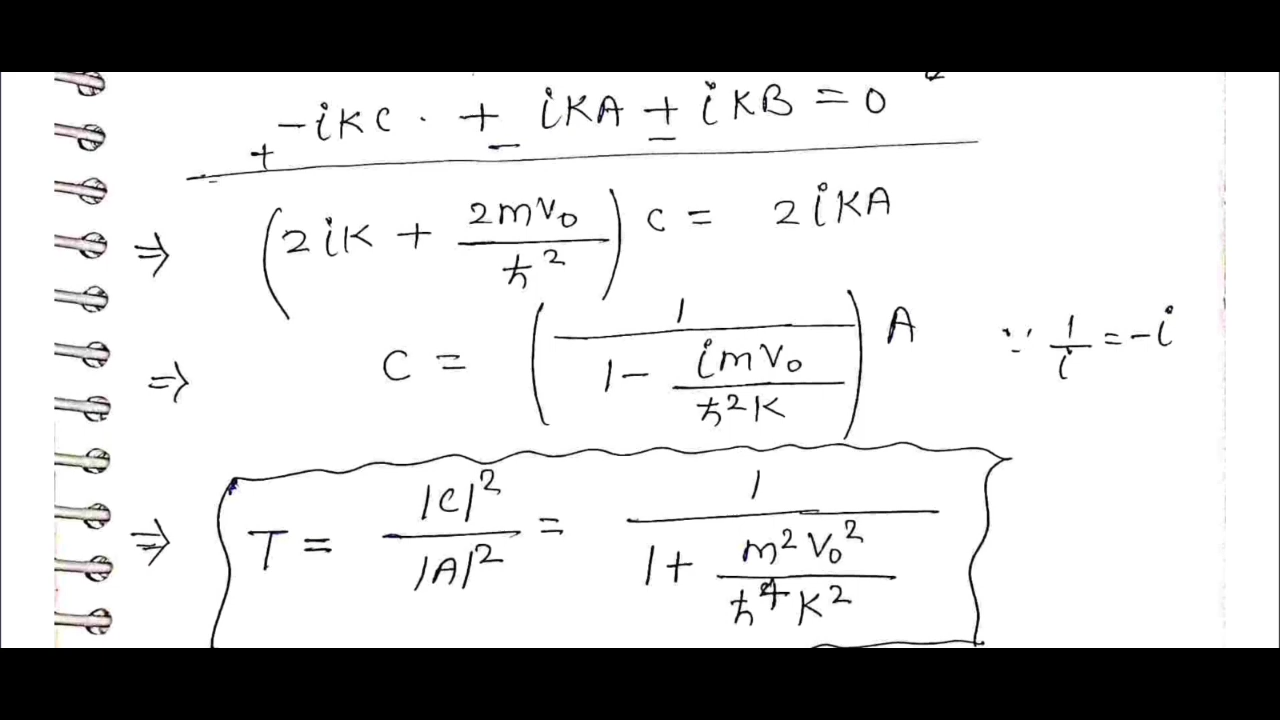 -iKC. + iKA + iKB = 0
+ - -
⇒ (2iK + 2mV₀/ℏ²) C = 2iKA
⇒ C = (1/(1 - imV₀/ℏ²K)) A ∵ 1/i = -i
⇒ T = |C|²/|A|² = 1/(1 + m²V₀²/ℏ⁴K²)